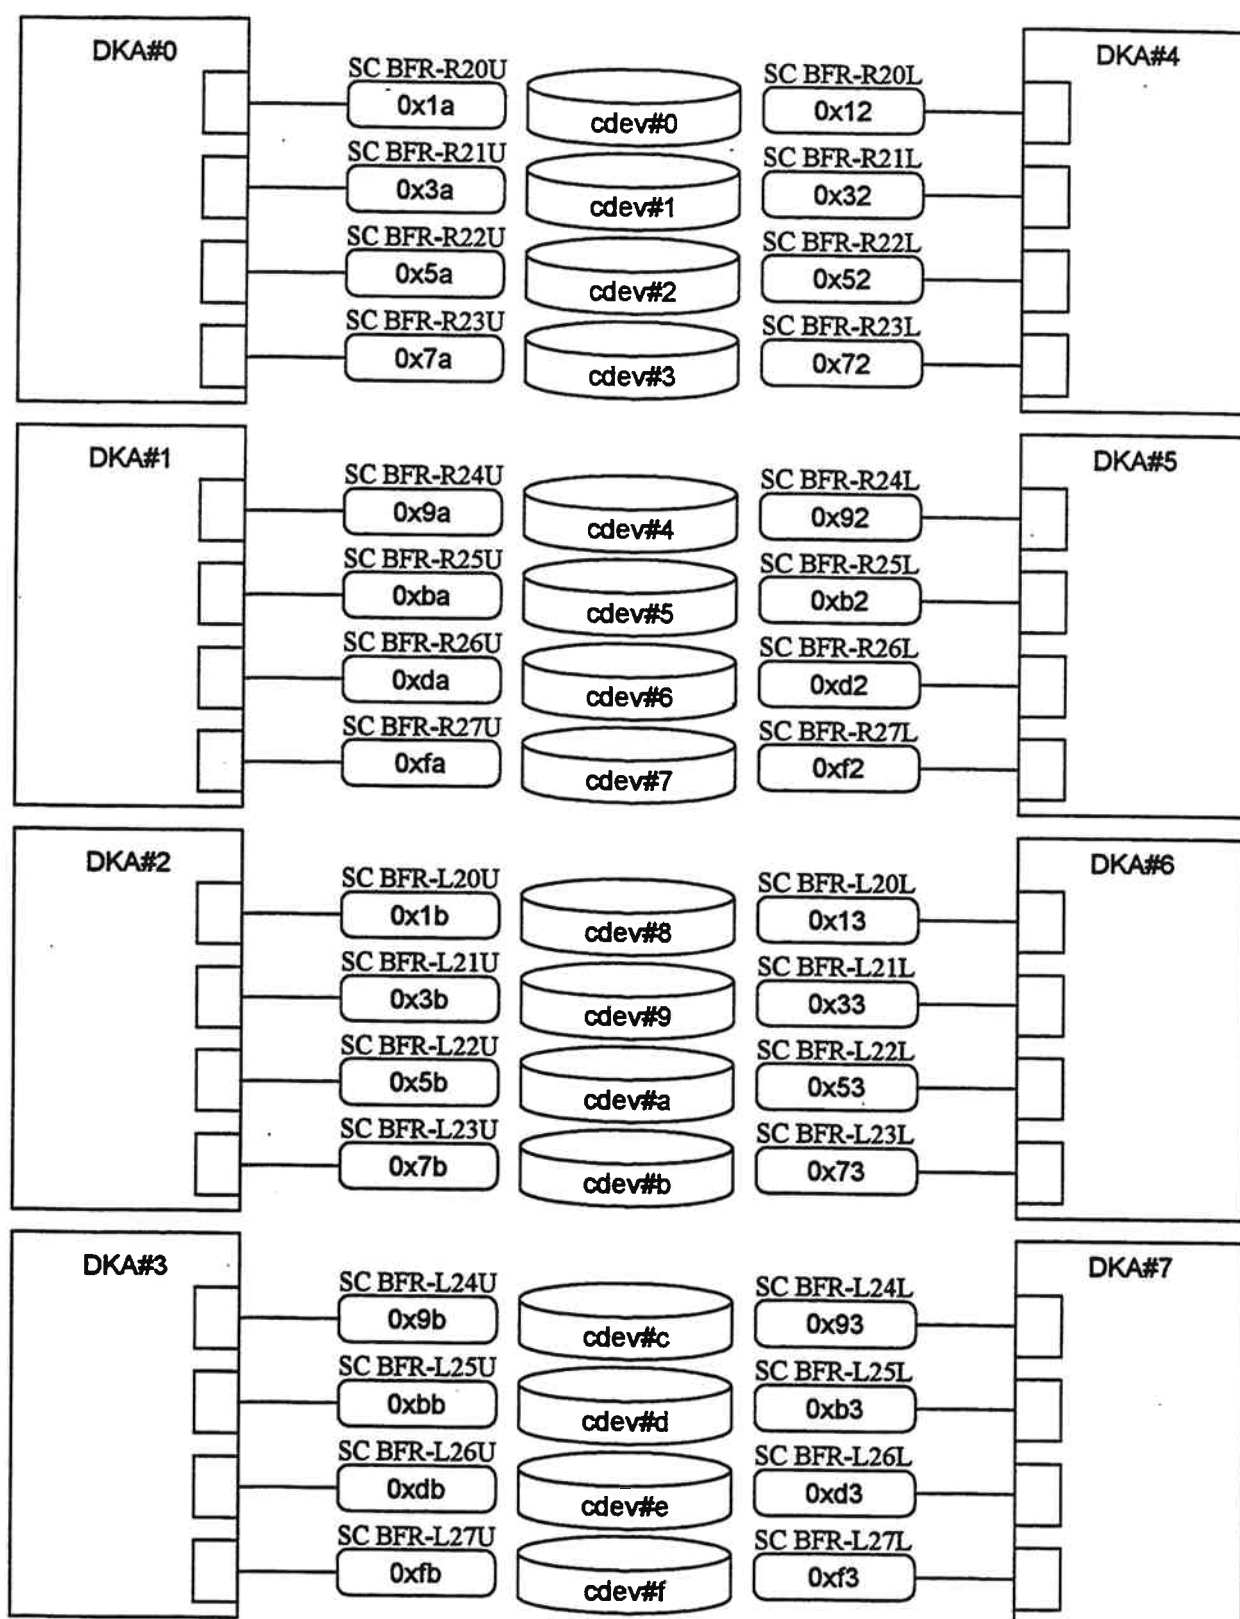 DKA#0
DKA#4
SC BFR-R20U
SC BFR-R20L
0x1a
cdev#0
0x12
SC BFR-R21U
SC BFR-R21L
0x3a
cdev#1
0x32
SC BFR-R22U
SC BFR-R22L
0x5a
cdev#2
0x52
SC BFR-R23U
SC BFR-R23L
0x7a
cdev#3
0x72
DKA#1
DKA#5
SC BFR-R24U
SC BFR-R24L
0x9a
cdev#4
0x92
SC BFR-R25U
SC BFR-R25L
0xba
cdev#5
0xb2
SC BFR-R26U
SC BFR-R26L
0xda
cdev#6
0xd2
SC BFR-R27U
SC BFR-R27L
0xfa
cdev#7
0xf2
DKA#2
DKA#6
SC BFR-L20U
SC BFR-L20L
0x1b
cdev#8
0x13
SC BFR-L21U
SC BFR-L21L
0x3b
cdev#9
0x33
SC BFR-L22U
SC BFR-L22L
0x5b
cdev#a
0x53
SC BFR-L23U
SC BFR-L23L
0x7b
cdev#b
0x73
DKA#3
DKA#7
SC BFR-L24U
SC BFR-L24L
0x9b
cdev#c
0x93
SC BFR-L25U
SC BFR-L25L
0xbb
cdev#d
0xb3
SC BFR-L26U
SC BFR-L26L
0xdb
cdev#e
0xd3
SC BFR-L27U
SC BFR-L27L
0xfb
cdev#f
0xf3